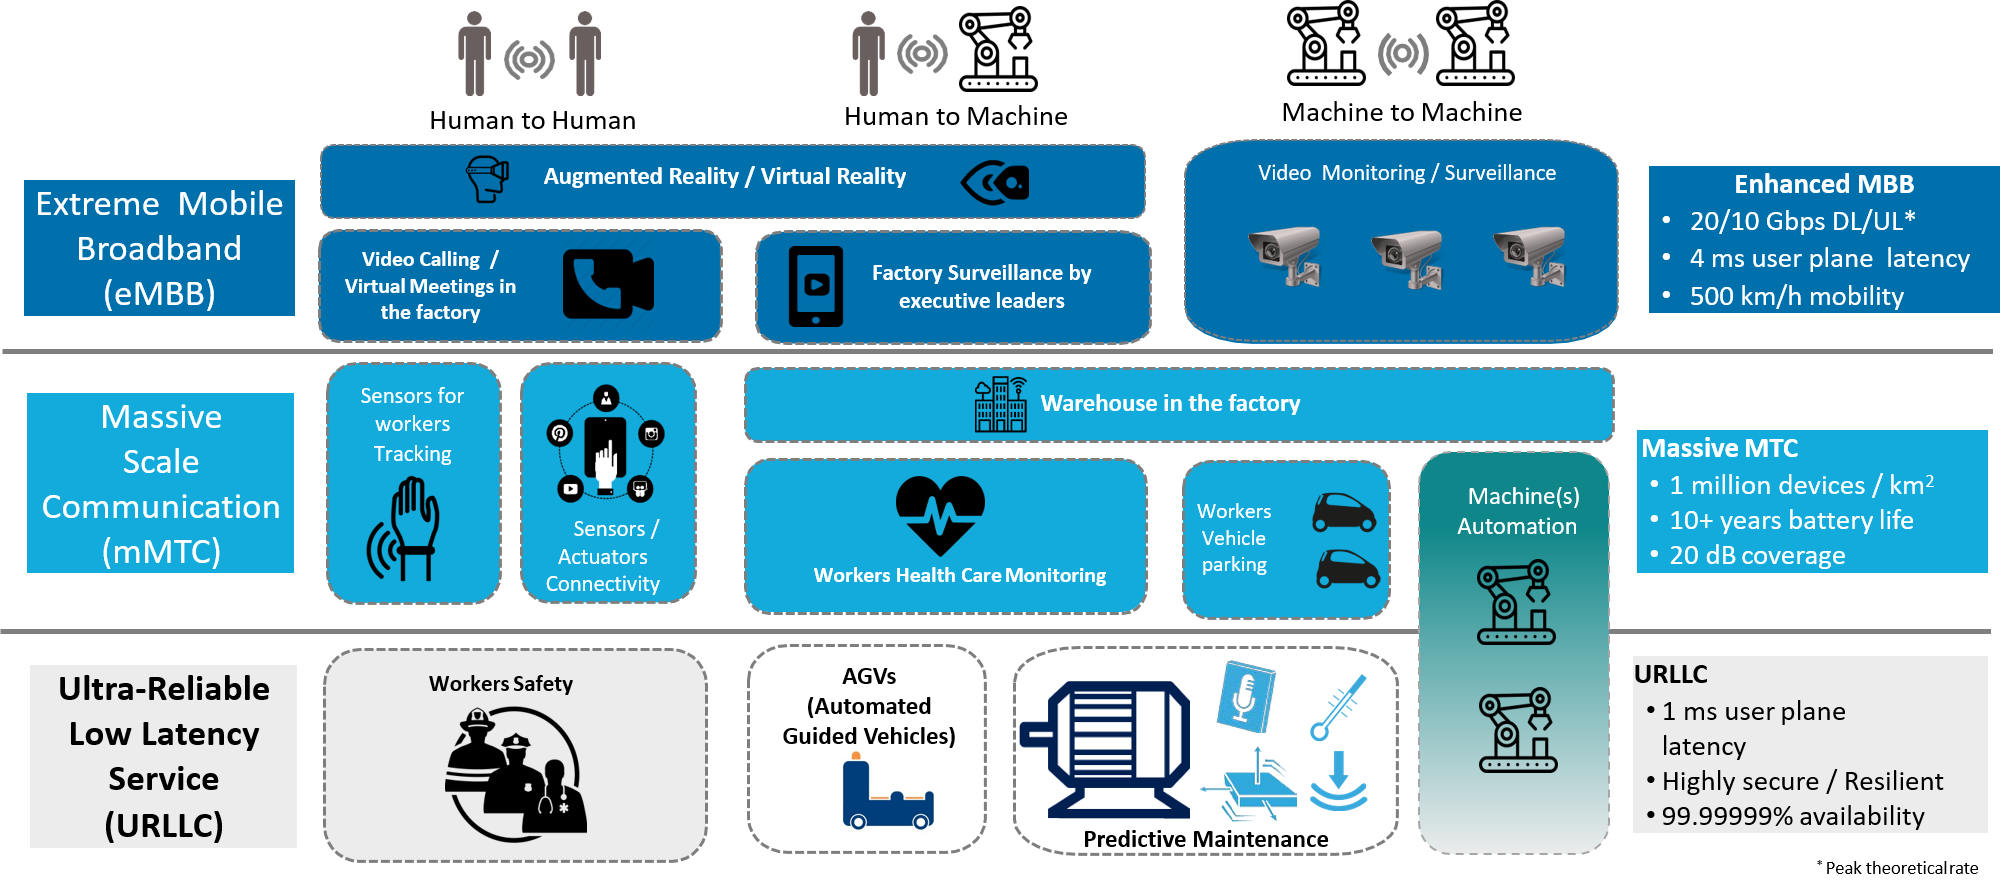 Human to Human
Human to Machine
Machine to Machine
Extreme Mobile
Broadband
(eMBB)
Augmented Reality / Virtual Reality
Video Calling /
Virtual Meetings in
the factory
Factory Surveillance by
executive leaders
Video Monitoring / Surveillance
Enhanced MBB
• 20/10 Gbps DL/UL*
• 4 ms user plane latency
• 500 km/h mobility
Massive
Scale
Communication
(mMTC)
Sensors for
workers
Tracking
Sensors /
Actuators
Connectivity
Warehouse in the factory
Workers Health Care Monitoring
Workers
Vehicle
parking
Machine(s)
Automation
Massive MTC
• 1 million devices / km²
• 10+ years battery life
• 20 dB coverage
Ultra-Reliable
Low Latency
Service
(URLLC)
Workers Safety
AGVs
(Automated
Guided Vehicles)
Predictive Maintenance
URLLC
• 1 ms user plane
latency
• Highly secure / Resilient
• 99.99999% availability
* Peak theoretical rate